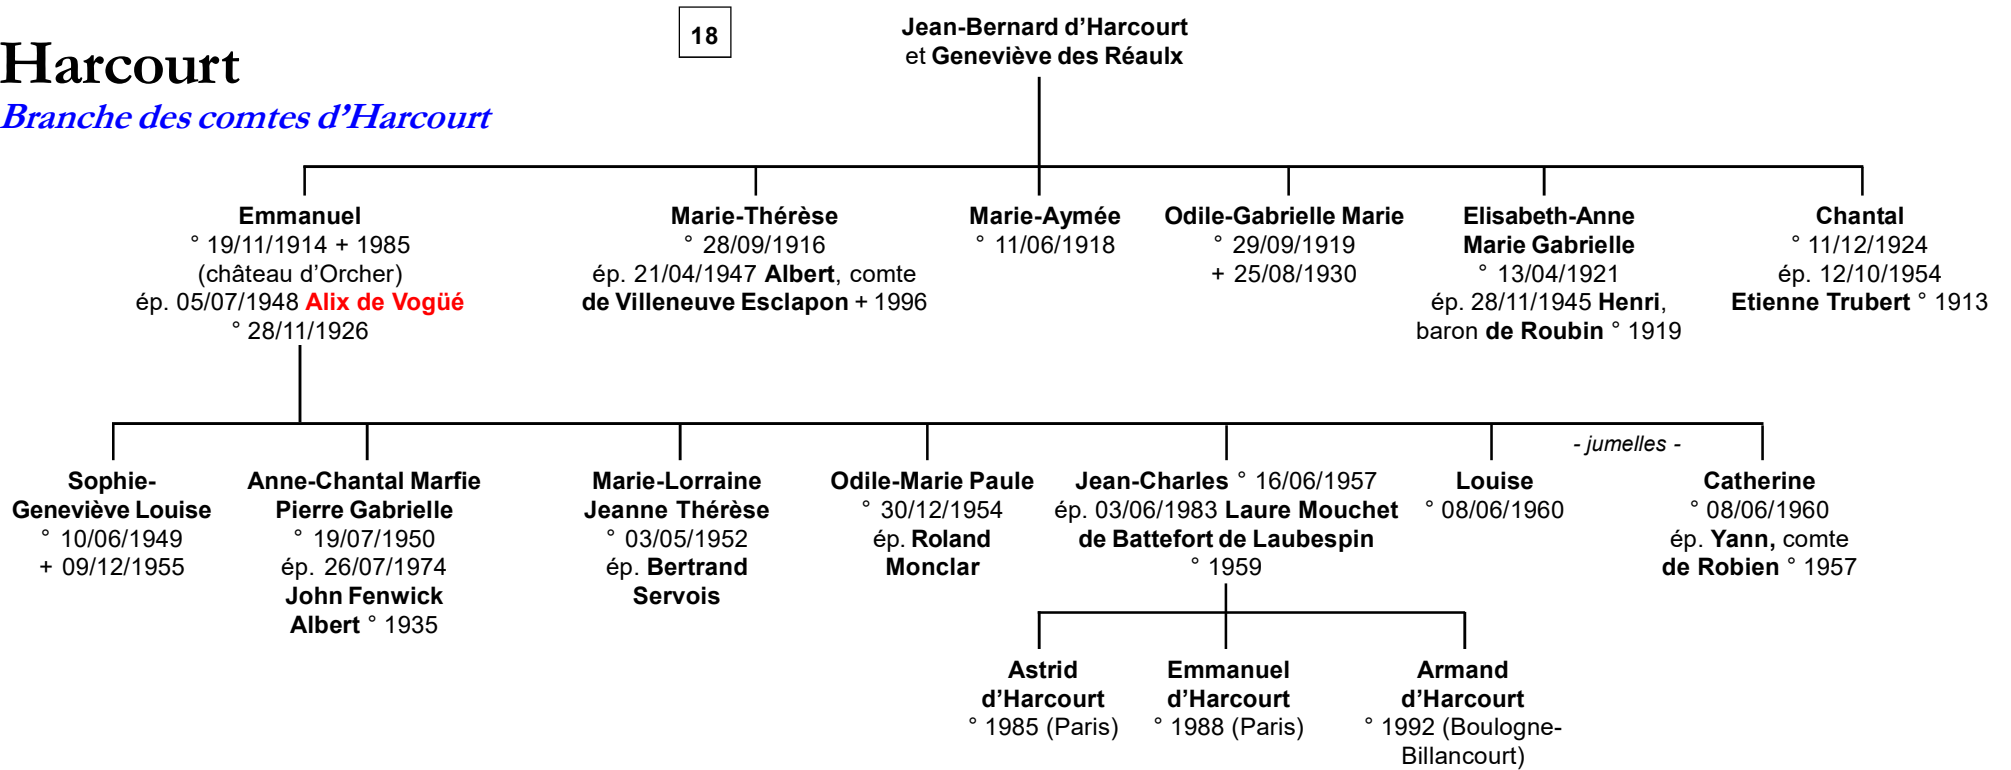 Harcourt
Branche des comtes d’Harcourt
18
Jean-Bernard d’Harcourt
et Geneviève des Réaulx
Emmanuel
° 19/11/1914 + 1985
(château d’Orcher)
ép. 05/07/1948 Alix de Vogüé
° 28/11/1926
Marie-Thérèse
° 28/09/1916
ép. 21/04/1947 Albert, comte
de Villeneuve Esclapon + 1996
Marie-Aymée
° 11/06/1918
Odile-Gabrielle Marie
° 29/09/1919
+ 25/08/1930
Elisabeth-Anne
Marie Gabrielle
° 13/04/1921
ép. 28/11/1945 Henri,
baron de Roubin ° 1919
Chantal
° 11/12/1924
ép. 12/10/1954
Etienne Trubert ° 1913
Sophie-
Geneviève Louise
° 10/06/1949
+ 09/12/1955
Anne-Chantal Marfie
Pierre Gabrielle
° 19/07/1950
ép. 26/07/1974
John Fenwick
Albert ° 1935
Marie-Lorraine
Jeanne Thérèse
° 03/05/1952
ép. Bertrand
Servois
Odile-Marie Paule
° 30/12/1954
ép. Roland
Monclar
Jean-Charles ° 16/06/1957
ép. 03/06/1983 Laure Mouchet
de Battefort de Laubespin
° 1959
Louise
° 08/06/1960
- jumelles -
Catherine
° 08/06/1960
ép. Yann, comte
de Robien ° 1957
Astrid
d’Harcourt
° 1985 (Paris)
Emmanuel
d’Harcourt
° 1988 (Paris)
Armand
d’Harcourt
° 1992 (Boulogne-
Billancourt)